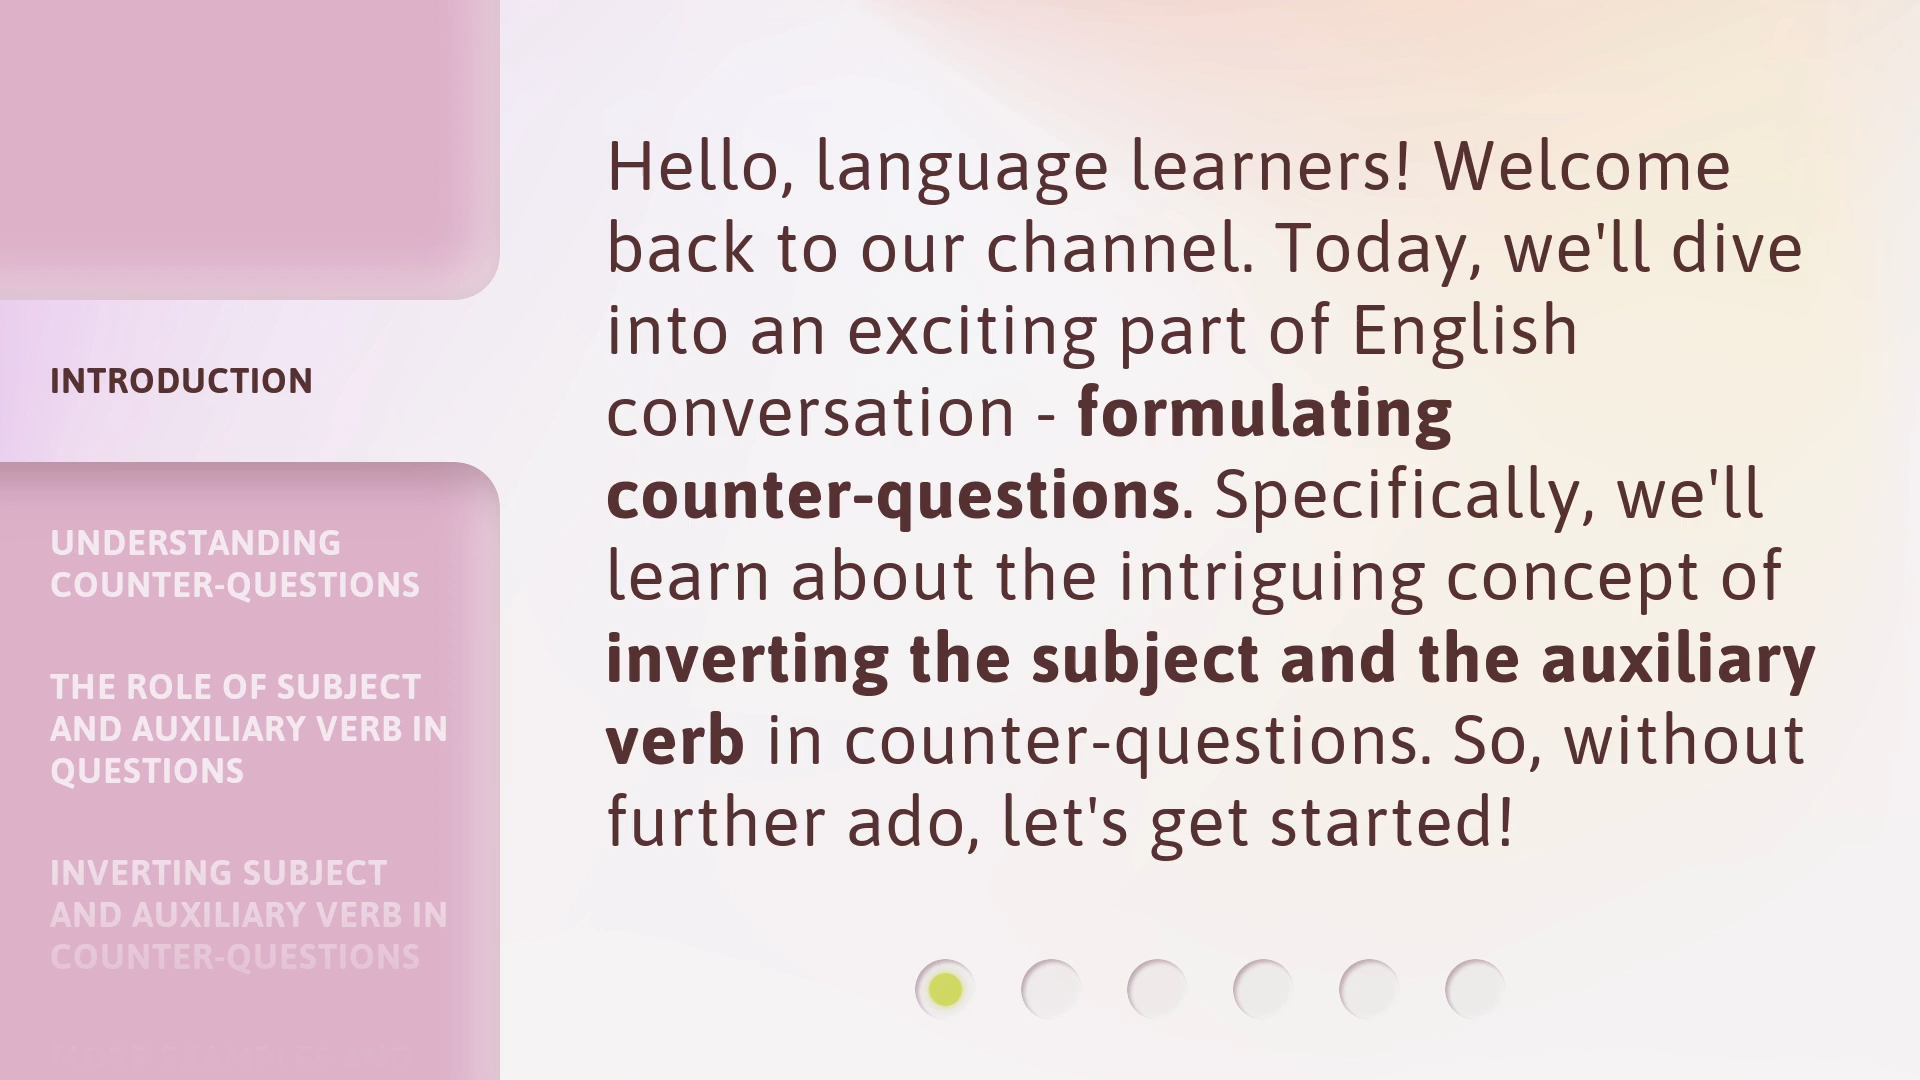 INTRODUCTION
UNDERSTANDING
COUNTER-QUESTIONS
THE ROLE OF SUBJECT
AND AUXILIARY VERB IN
QUESTIONS
INVERTING SUBJECT
AND AUXILIARY VERB IN
COUNTER-QUESTIONS
Hello, language learners! Welcome
back to our channel. Today, we'll dive
into an exciting part of English
conversation - formulating
counter-questions. Specifically, we'll
learn about the intriguing concept of
inverting the subject and the auxiliary
verb in counter-questions. So, without
further ado, let's get started!